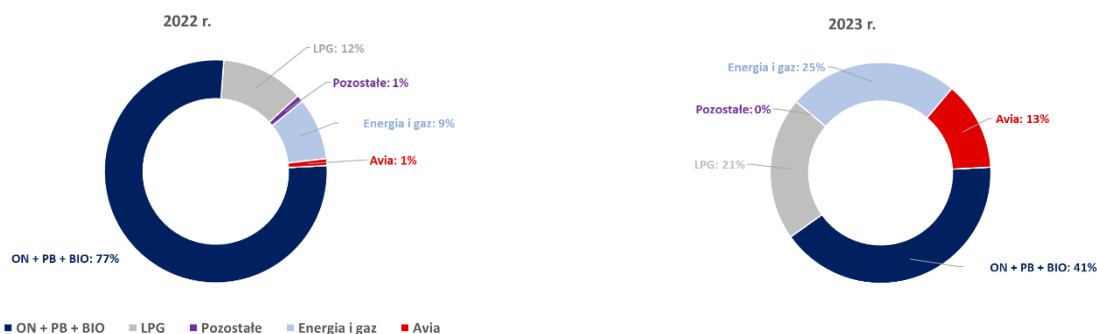 2022 r.
LPG: 12%
Pozostałe: 1%
Energia i gaz: 9%
Avia: 1%
ON + PB + BIO: 77%
2023 r.
Energia i gaz: 25%
Pozostałe: 0%
Avia: 13%
LPG: 21%
ON + PB + BIO: 41%
ON + PB + BIO LPG Pozostałe Energia i gaz Avia